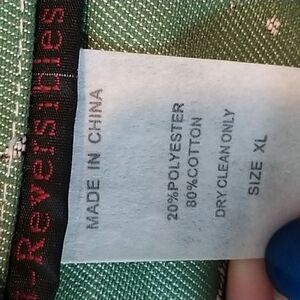 -Reversibles
MADE IN CHINA
20%POLYESTER
80%COTTON
DRY CLEAN ONLY
SIZE XL